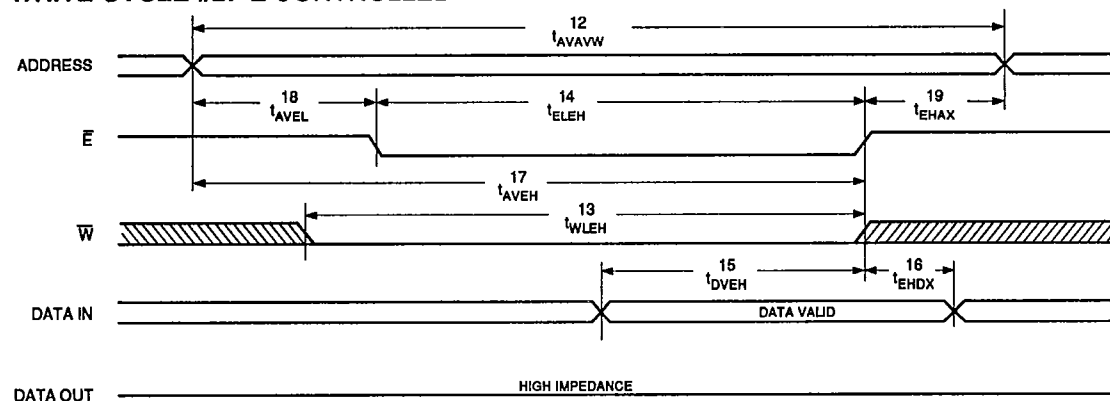 12
tAVAVW
ADDRESS
18
tAVEL
14
tELEH
19
tEHAX
E̅
17
tAVEH
13
tWLEH
W̅
15
tDVEH
16
tEHDX
DATA IN
DATA VALID
HIGH IMPEDANCE
DATA OUT